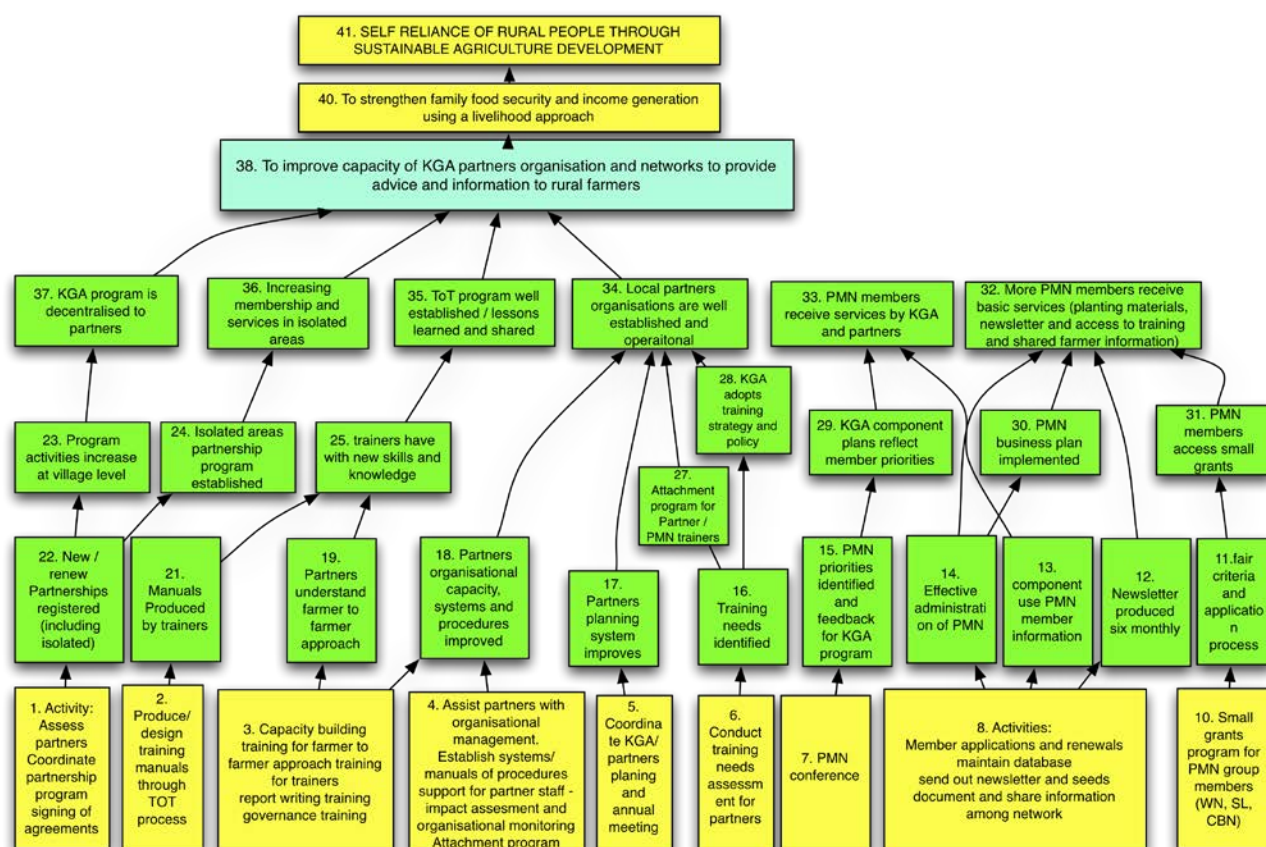 41. SELF RELIANCE OF RURAL PEOPLE THROUGH
SUSTAINABLE AGRICULTURE DEVELOPMENT
40. To strengthen family food security and income generation
using a livelihood approach
38. To improve capacity of KGA partners organisation and networks to provide
advice and information to rural farmers
37. KGA program is
decentralised to
partners
36. Increasing
membership and
services in isolated
areas
35. ToT program well
established / lessons
learned and shared
34. Local partners
organisations are well
established and
operaitonal
33. PMN members
receive services by KGA
and partners
32. More PMN members receive
basic services (planting materials,
newsletter and access to training
and shared farmer information)
23. Program
activities increase
at village level
24. Isolated areas
partnership
program
established
25. trainers have
with new skills and
knowledge
28. KGA
adopts
training
strategy and
policy
29. KGA component
plans reflect
member priorities
30. PMN
business plan
implemented
31. PMN
members
access small
grants
27.
Attachment
program for
Partner /
PMN trainers
22. New /
renew
Partnerships
registered
(including
isolated)
21.
Manuals
Produced
by trainers
19.
Partners
understand
farmer to
farmer
approach
18. Partners
organisational
capacity,
systems and
procedures
improved
17.
Partners
planning
system
improves
16.
Training
needs
identified
15. PMN
priorities
identified
and
feedback
for KGA
program
14.
Effective
administrati
on of PMN
13.
component
use PMN
member
information
12.
Newsletter
produced
six monthly
11.fair
criteria
and
applicatio
n
process
1. Activity:
Assess
partners
Coordinate
partnership
program
signing of
agreements
2.
Produce/
design
training
manuals
through
TOT
process
3. Capacity building
training for farmer to
farmer approach training
for trainers
report writing training
governance training
4. Assist partners with
organisational
management.
Establish systems/
manuals of procedures
support for partner staff -
impact assesment and
organisational monitoring
Attachment program
5.
Coordina
te KGA/
partners
planing
and
annual
meeting
6.
Conduct
training
needs
assessm
ent for
partners
7. PMN
conference
8. Activities:
Member applications and renewals
maintain database
send out newsletter and seeds
document and share information
among network
10. Small
grants
program for
PMN group
members
(WN, SL,
CBN)